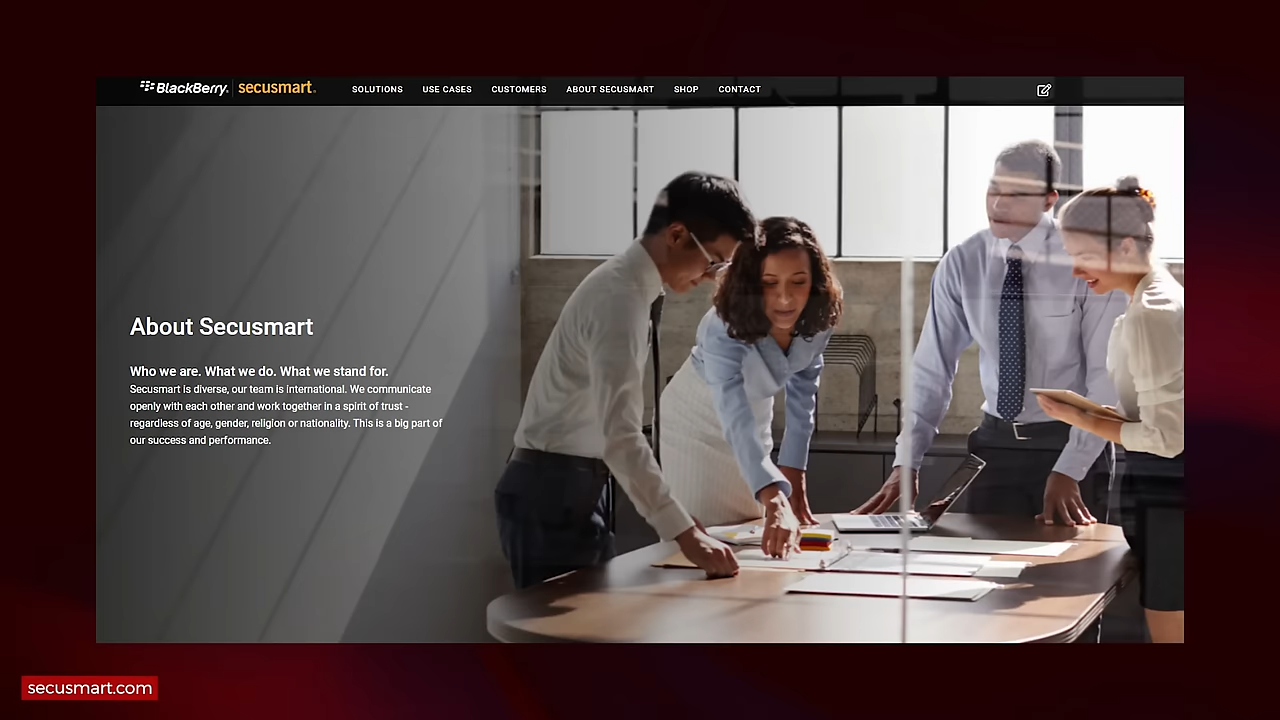 BlackBerry. secusmart. SOLUTIONS USE CASES CUSTOMERS ABOUT SECUSMART SHOP CONTACT
About Secusmart
Who we are. What we do. What we stand for.
Secusmart is diverse, our team is international. We communicate
openly with each other and work together in a spirit of trust -
regardless of age, gender, religion or nationality. This is a big part of
our success and performance.
secusmart.com